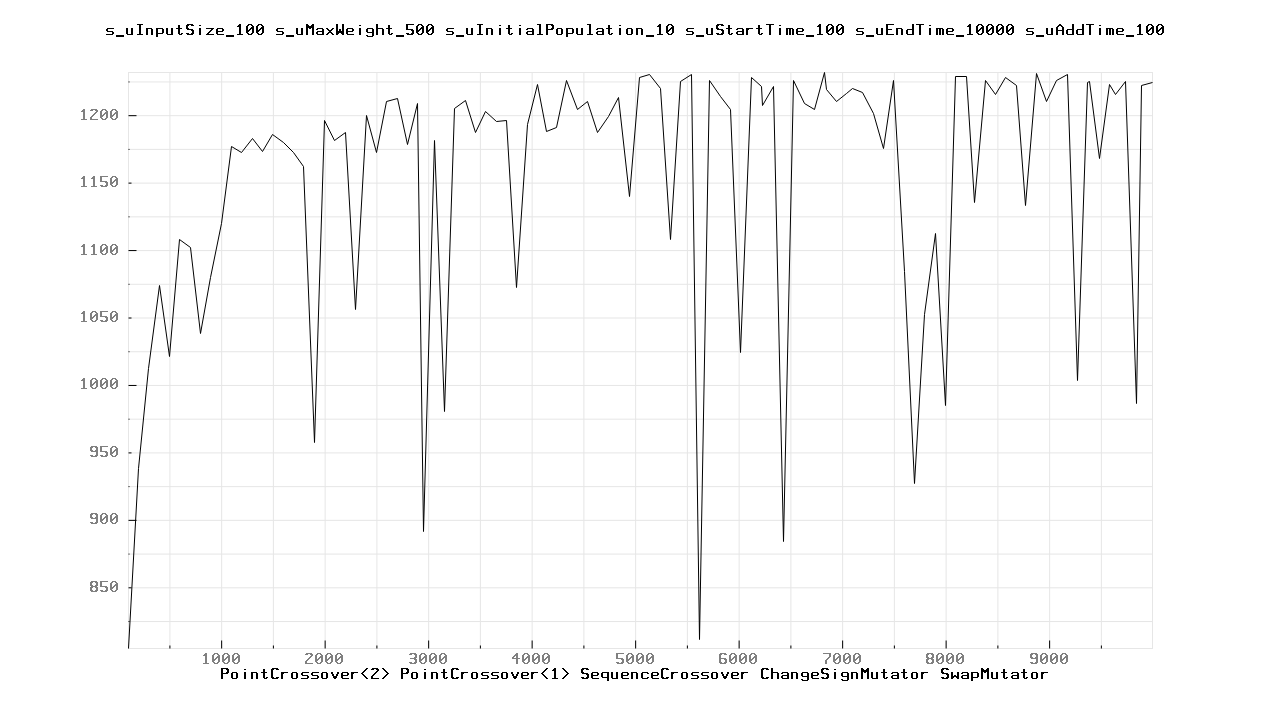 s_uInputSize_100 s_uMaxWeight_500 s_uInitialPopulation_10 s_uStartTime_100 s_uEndTime_10000 s_uAddTime_100
1200
1150
1100
1050
1000
950
900
850
1000 2000 3000 4000 5000 6000 7000 8000 9000
PointCrossover<2> PointCrossover<1> SequenceCrossover ChangeSignMutator SwapMutator